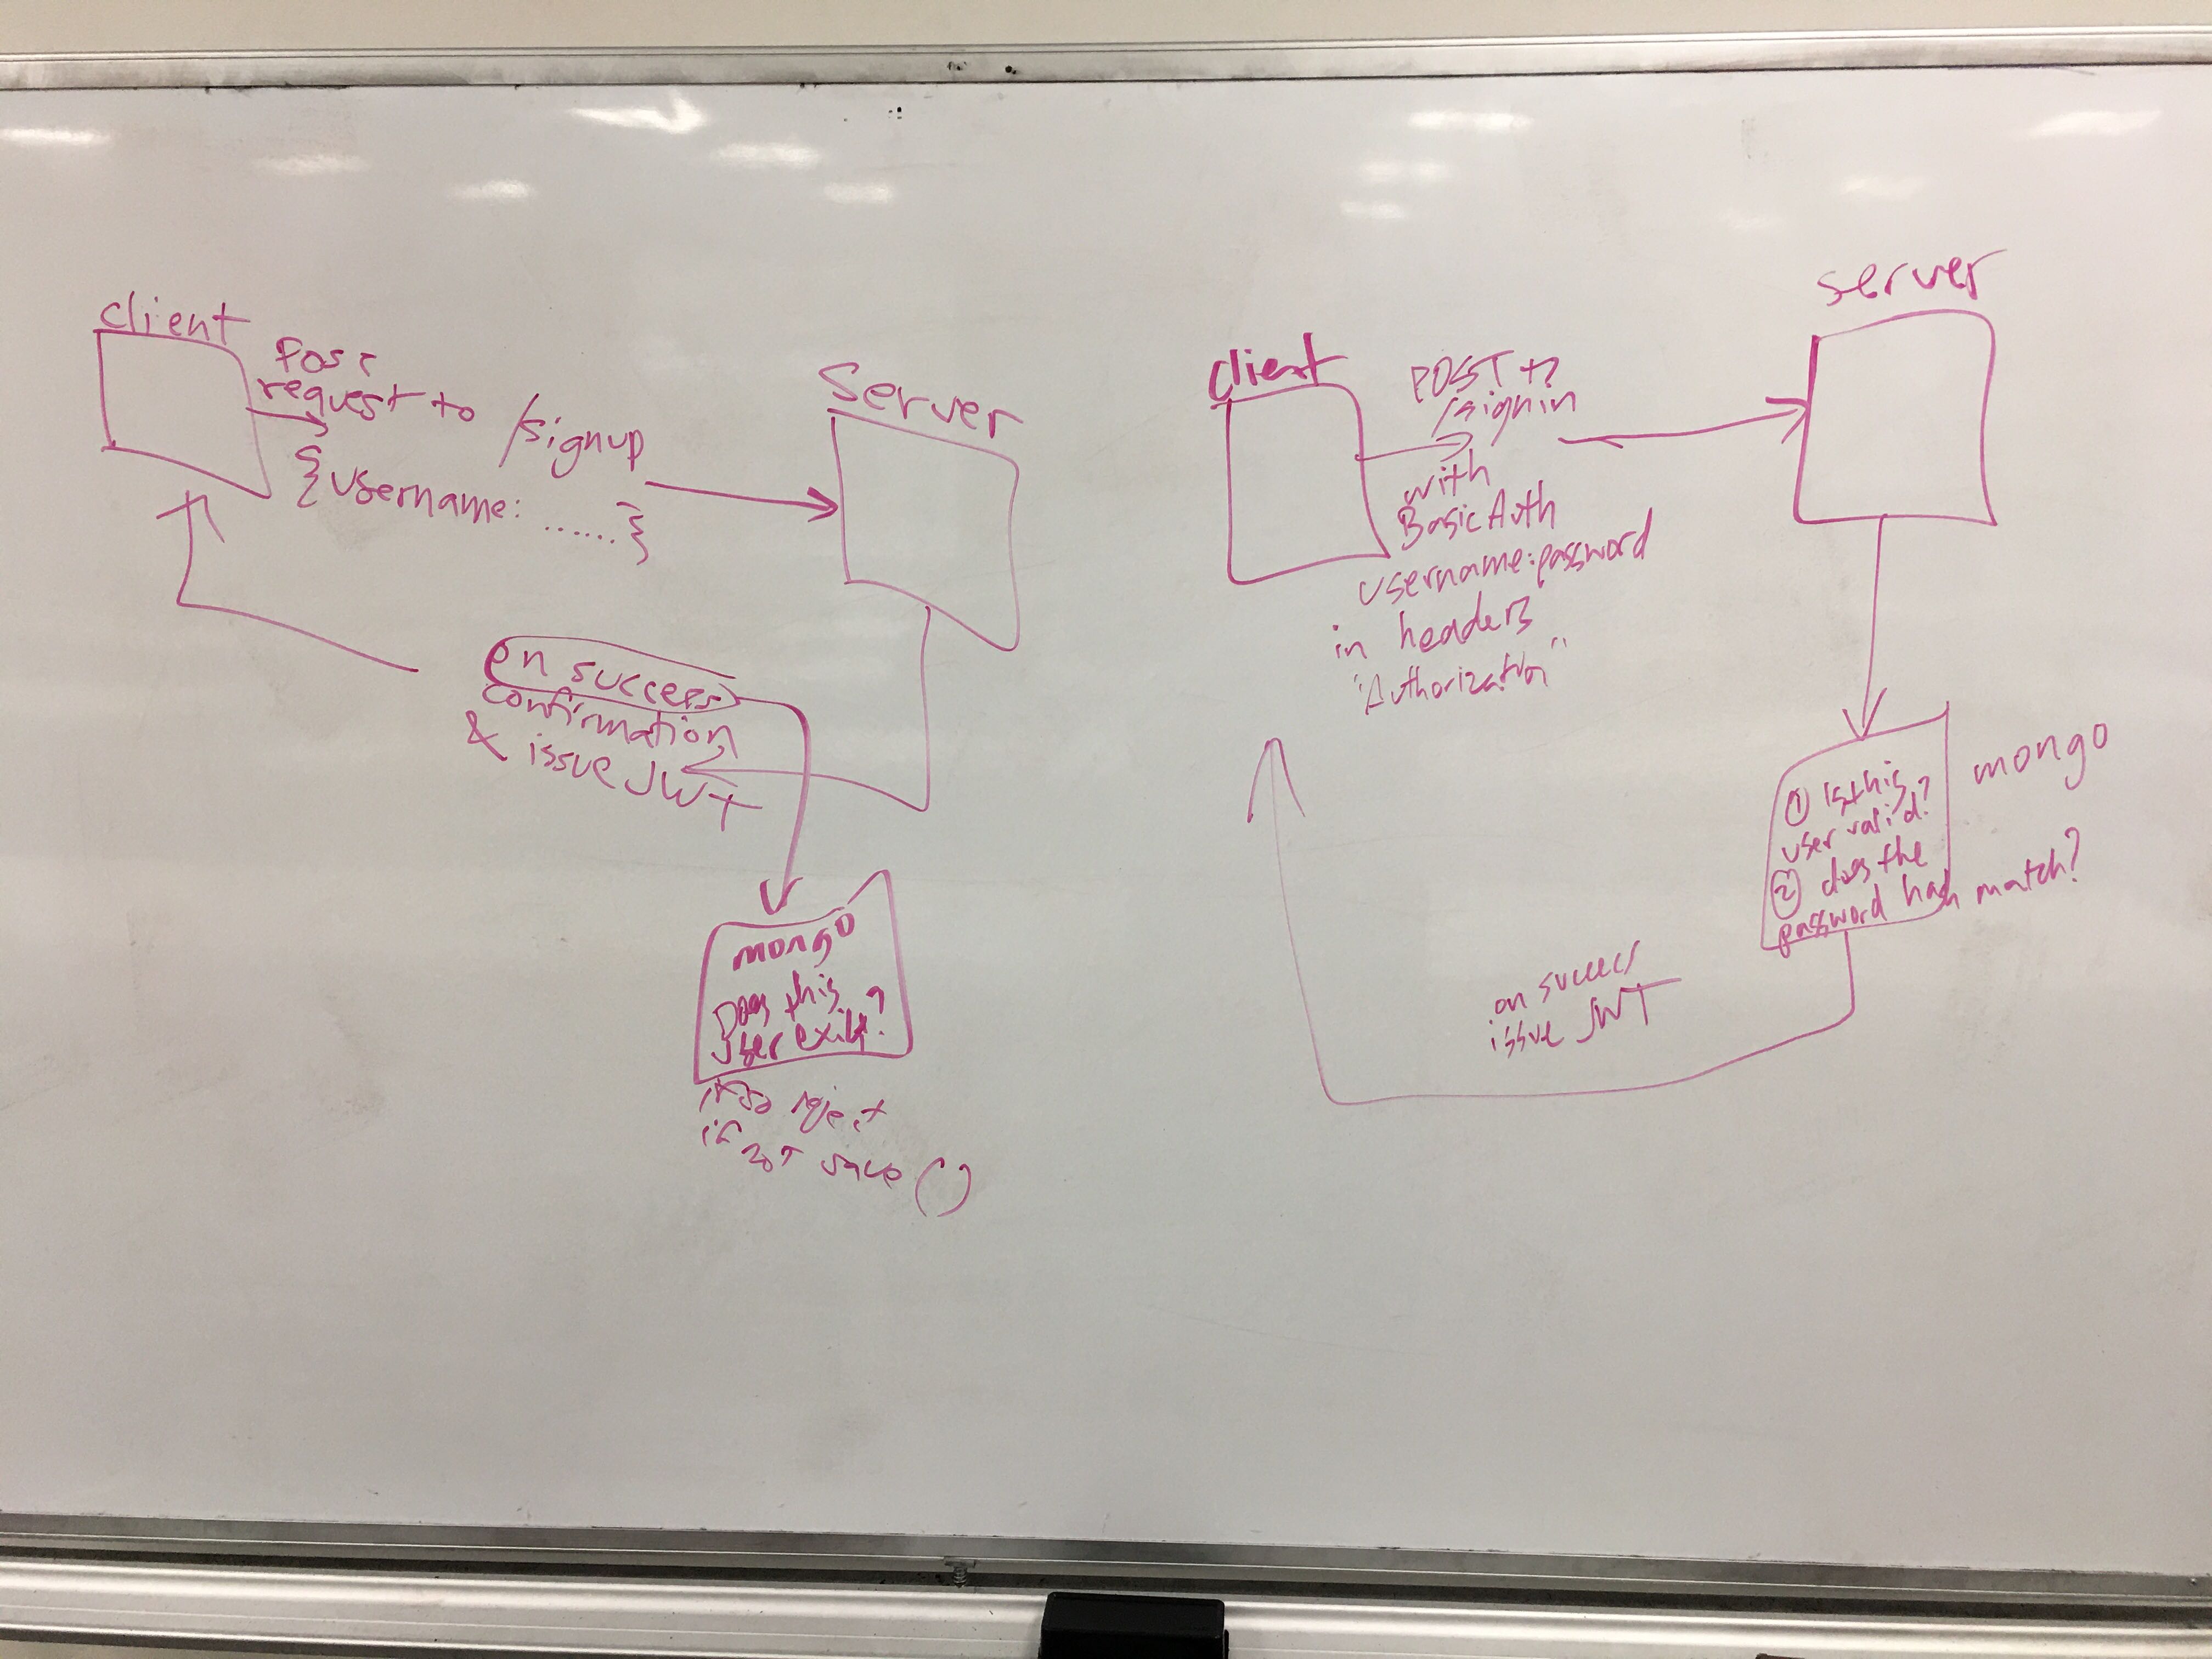 client
Post
request to /signup
{username: ......}
Server
on success
confirmation
& issue JWT
mongo
Does this
User exist?
if so reject
if not save()
client
POST to
/signin
with
Basic Auth
username:password
in headers
"Authorization"
server
mongo
① Is this
user valid?
② does the
password hash match?
on success
issue JWT